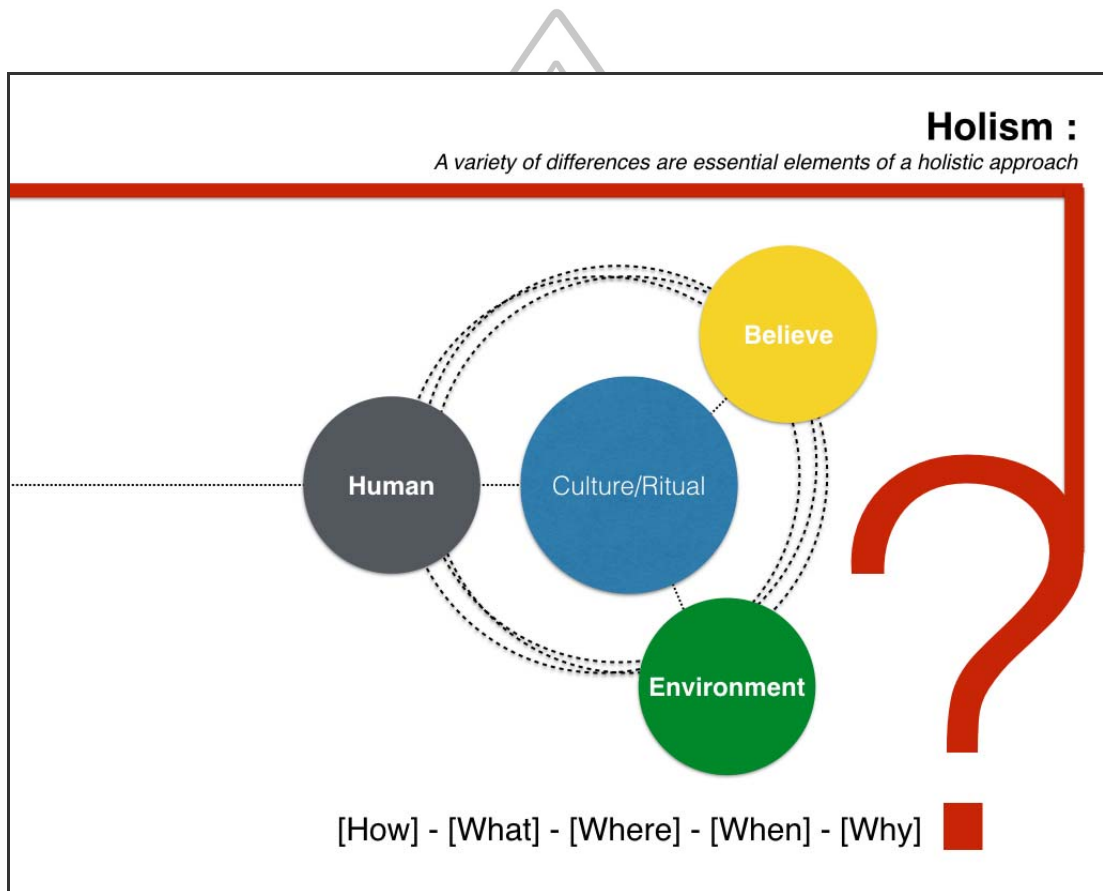 Holism :
A variety of differences are essential elements of a holistic approach
Believe
Human
Culture/Ritual
Environment
[How] - [What] - [Where] - [When] - [Why]
?